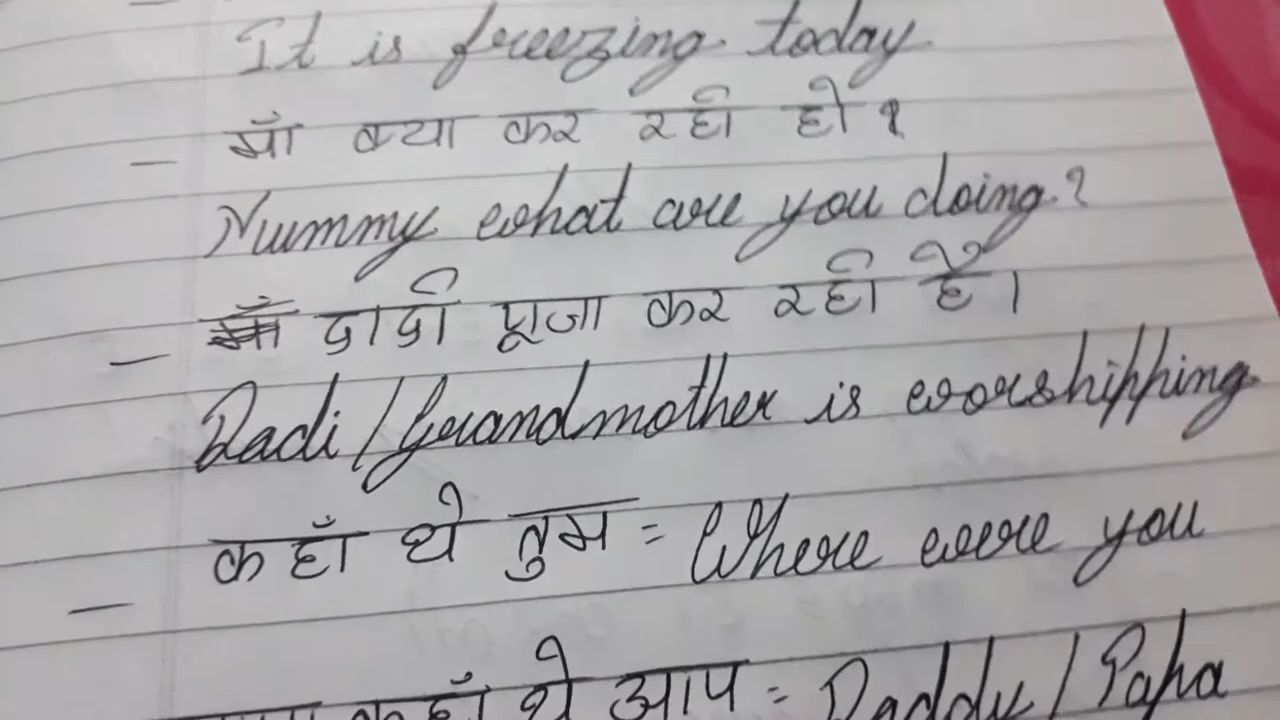 It is freezing today
माँ क्या कर रही हो?
Mummy what are you doing?
दादी पूजा कर रही है।
Dadi/Grandmother is worshipping
कहाँ थे तुम = Where were you
कहाँ थे आप = Daddy/Papa